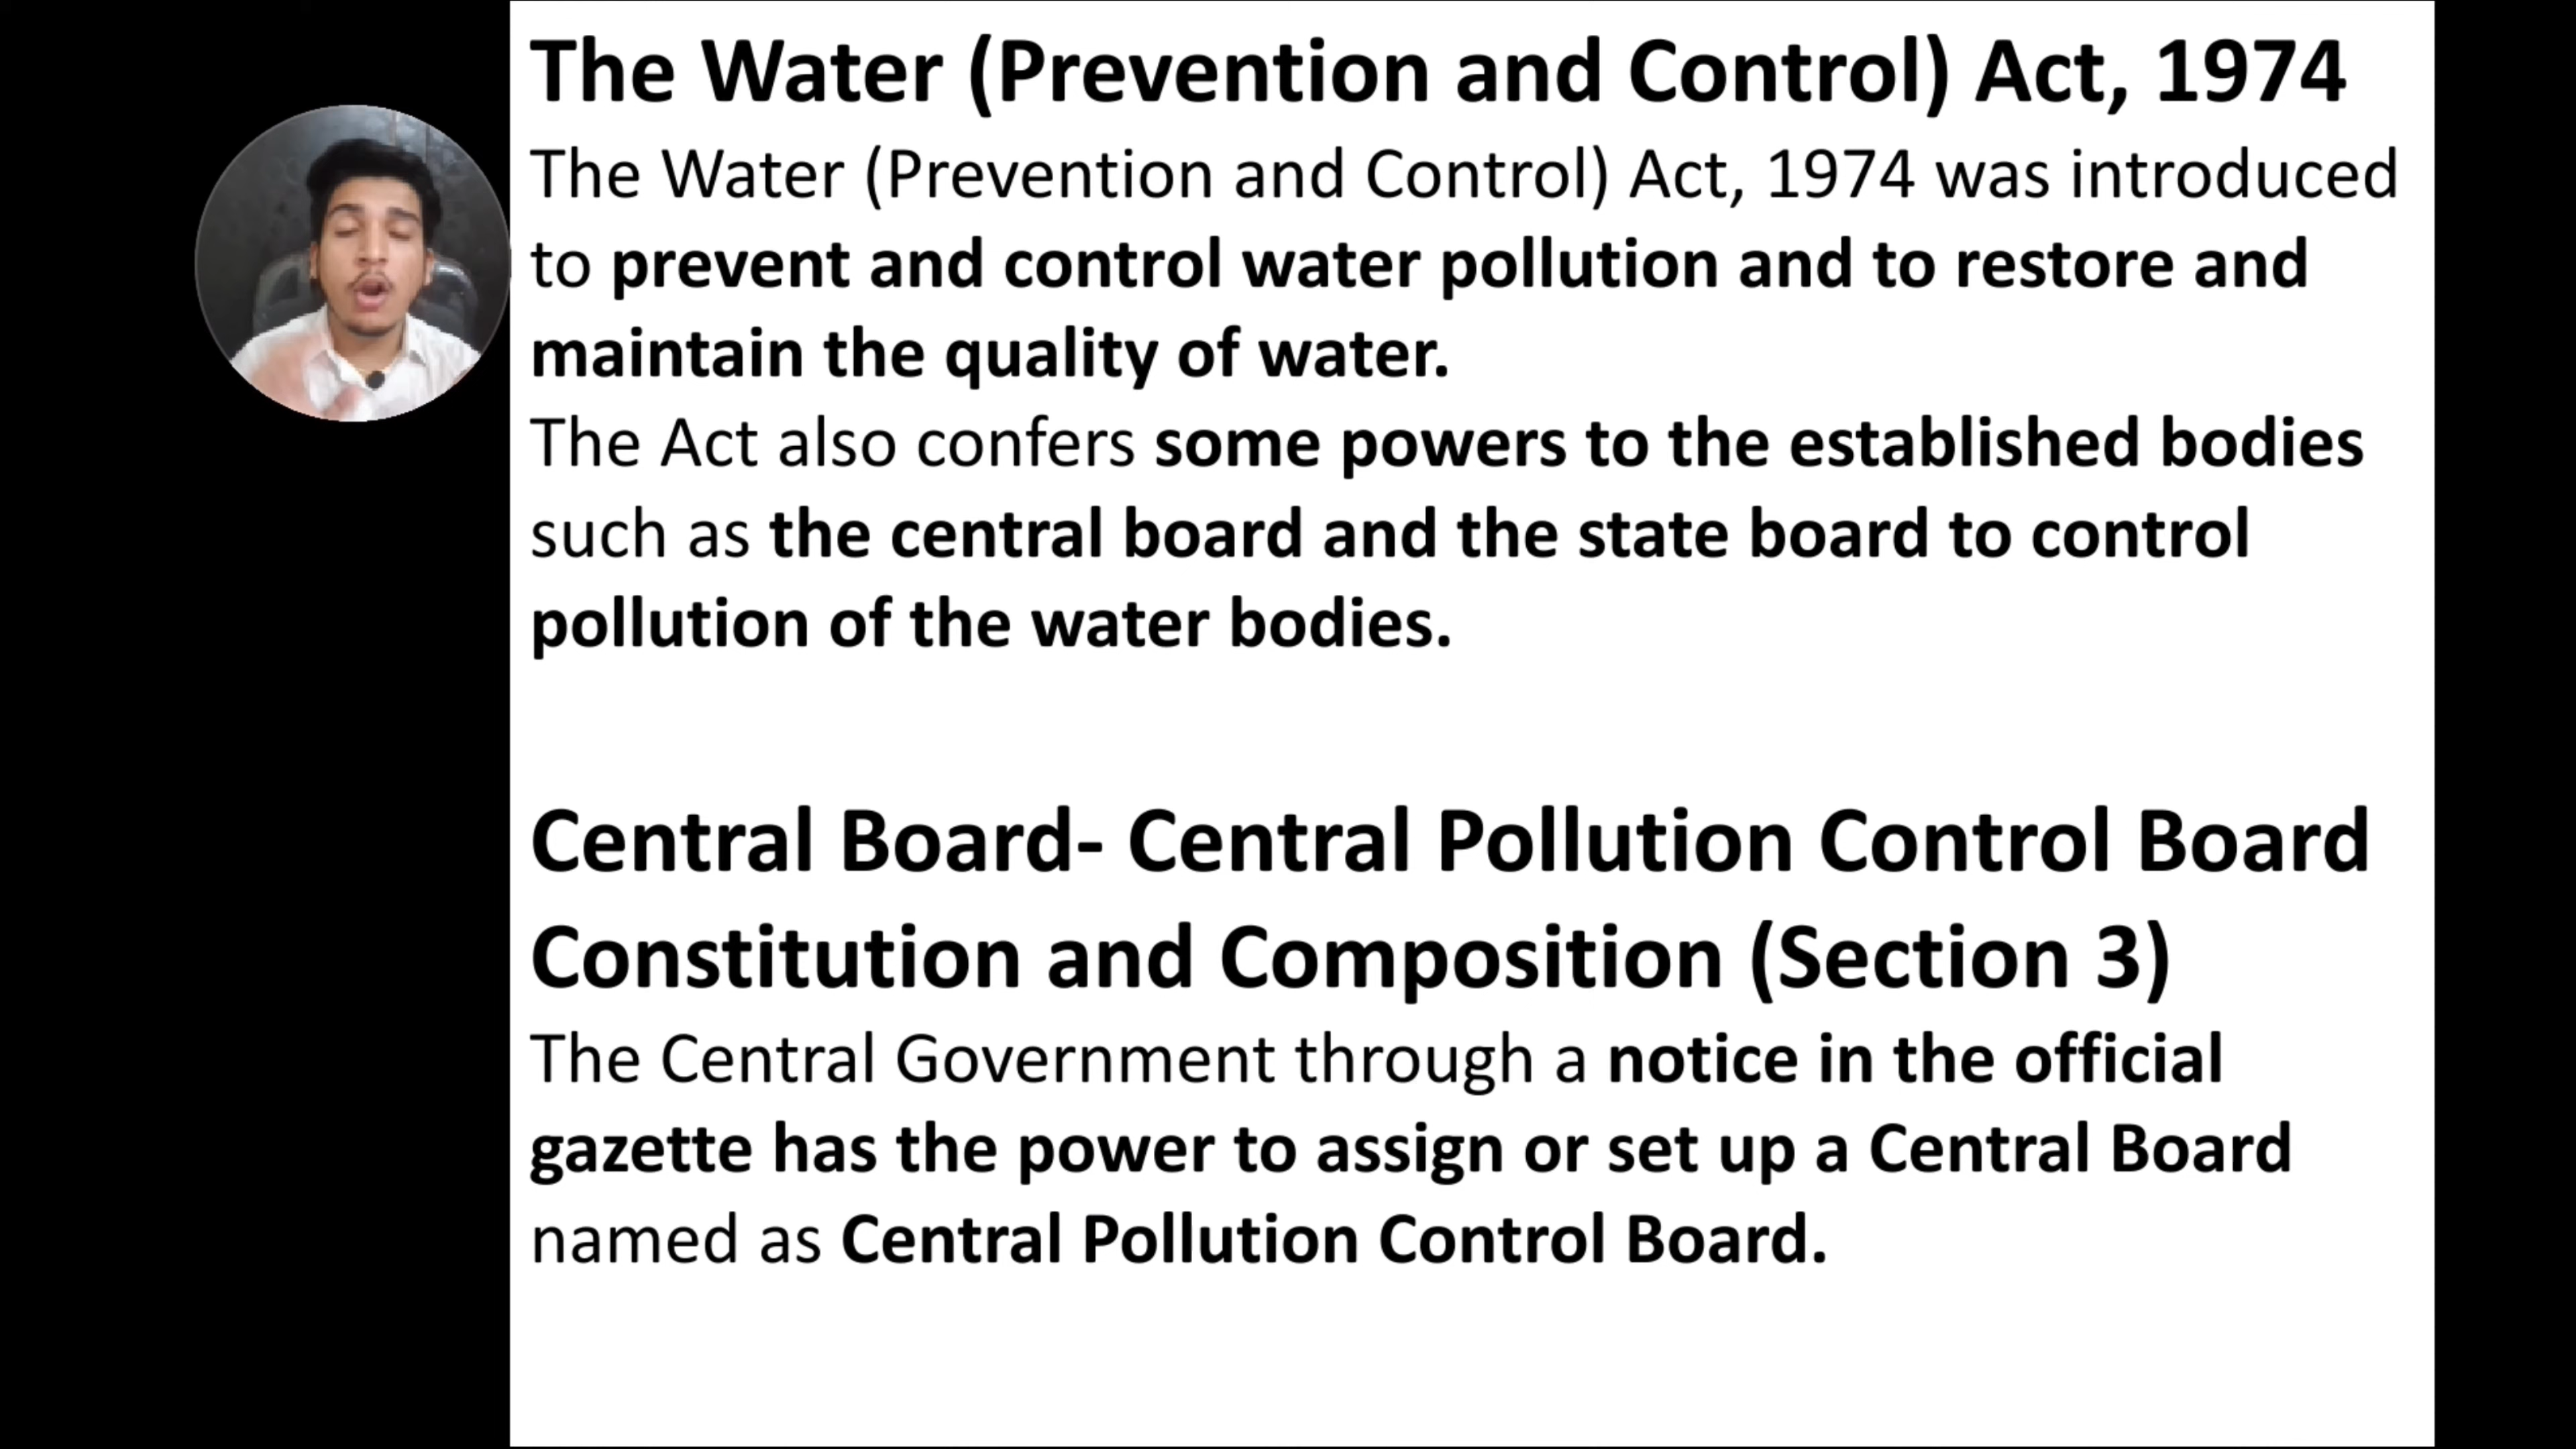 The Water (Prevention and Control) Act, 1974
The Water (Prevention and Control) Act, 1974 was introduced
to prevent and control water pollution and to restore and
maintain the quality of water.
The Act also confers some powers to the established bodies
such as the central board and the state board to control
pollution of the water bodies.
Central Board- Central Pollution Control Board
Constitution and Composition (Section 3)
The Central Government through a notice in the official
gazette has the power to assign or set up a Central Board
named as Central Pollution Control Board.